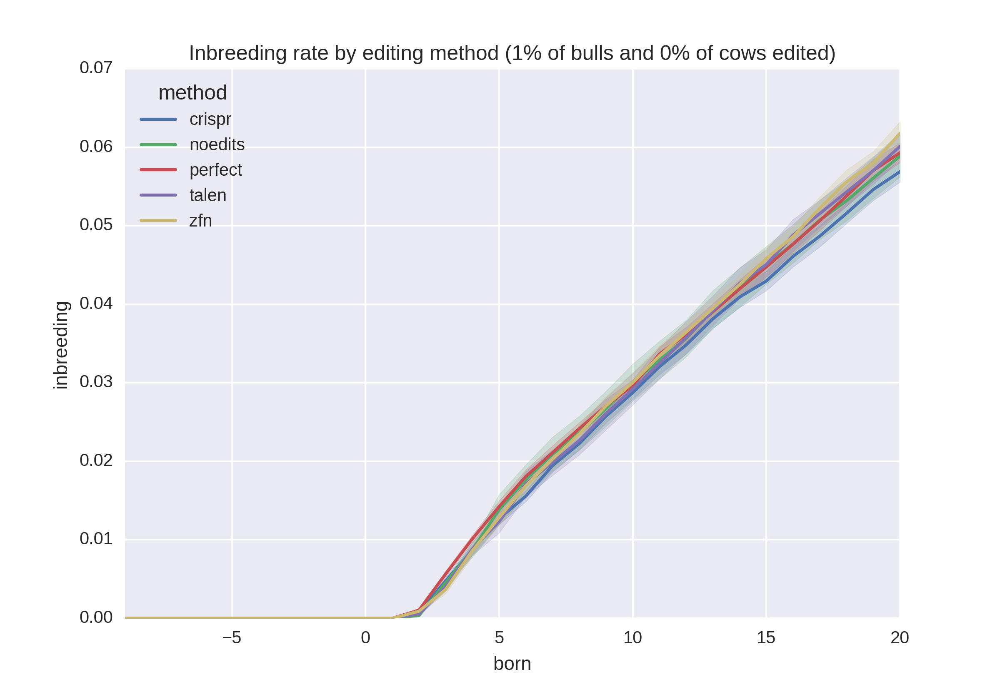 Inbreeding rate by editing method (1% of bulls and 0% of cows edited)
0.07
0.06
0.05
0.04
0.03
0.02
0.01
0.00
inbreeding
method
crispr
noedits
perfect
talen
zfn
−5 0 5 10 15 20
born